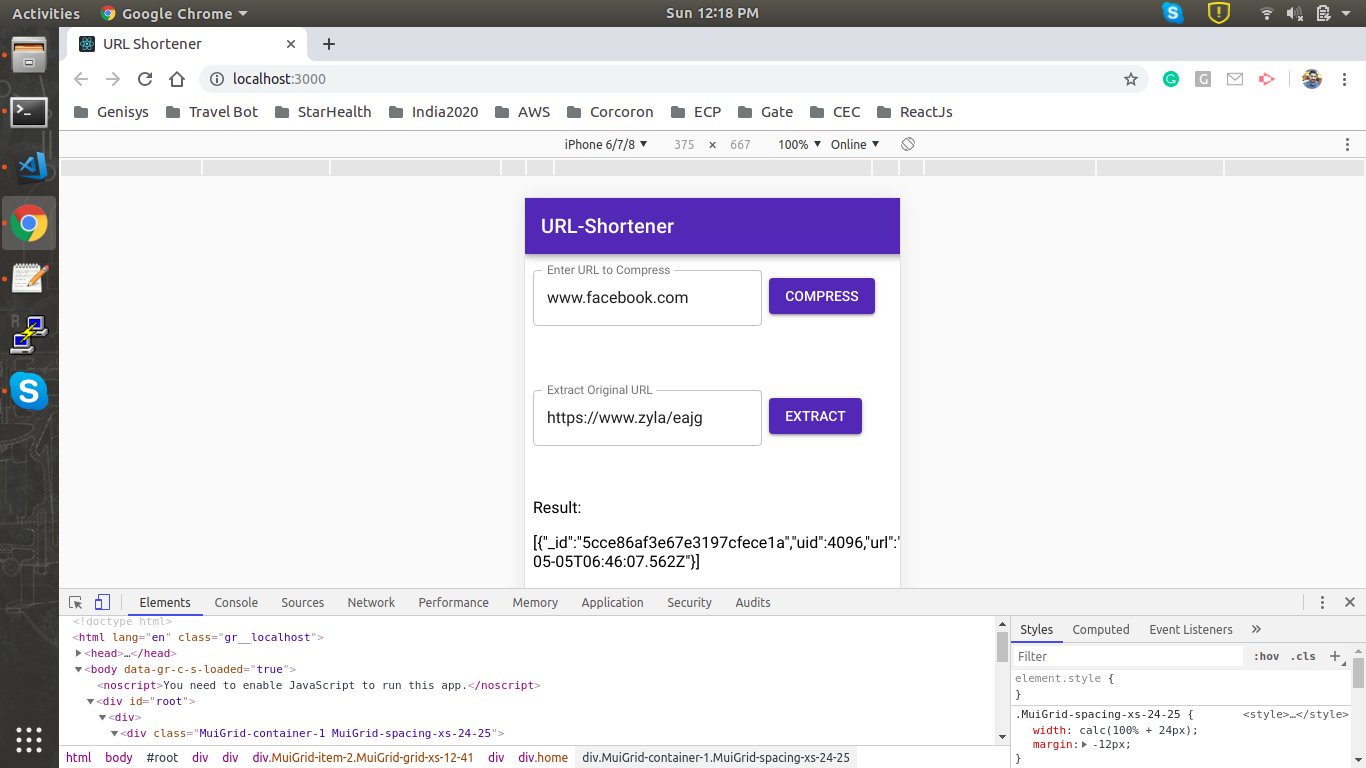 Activities Google Chrome Sun 12:18 PM
URL Shortener
localhost:3000
Genisys Travel Bot StarHealth India2020 AWS Corcoron ECP Gate CEC ReactJs
iPhone 6/7/8 375 × 667 100% Online
URL-Shortener
Enter URL to Compress
www.facebook.com COMPRESS
Extract Original URL
https://www.zyla/eajg EXTRACT
Result:
[{"_id":"5cce86af3e67e3197cfece1a","uid":4096,"url":"
05-05T06:46:07.562Z"}]
Elements Console Sources Network Performance Memory Application Security Audits
<!doctype html>
<html lang="en" class="gr__localhost">
<head>…</head>
<body data-gr-c-s-loaded="true">
<noscript>You need to enable JavaScript to run this app.</noscript>
<div id="root">
<div>
<div class="MuiGrid-container-1 MuiGrid-spacing-xs-24-25">
html body #root div div div.MuiGrid-item-2.MuiGrid-grid-xs-12-41 div div.home div.MuiGrid-container-1.MuiGrid-spacing-xs-24-25
Styles Computed Event Listeners »
Filter :hov .cls +
element.style {
}
.MuiGrid-spacing-xs-24-25 { <style>…</style>
width: calc(100% + 24px);
margin: -12px;
}